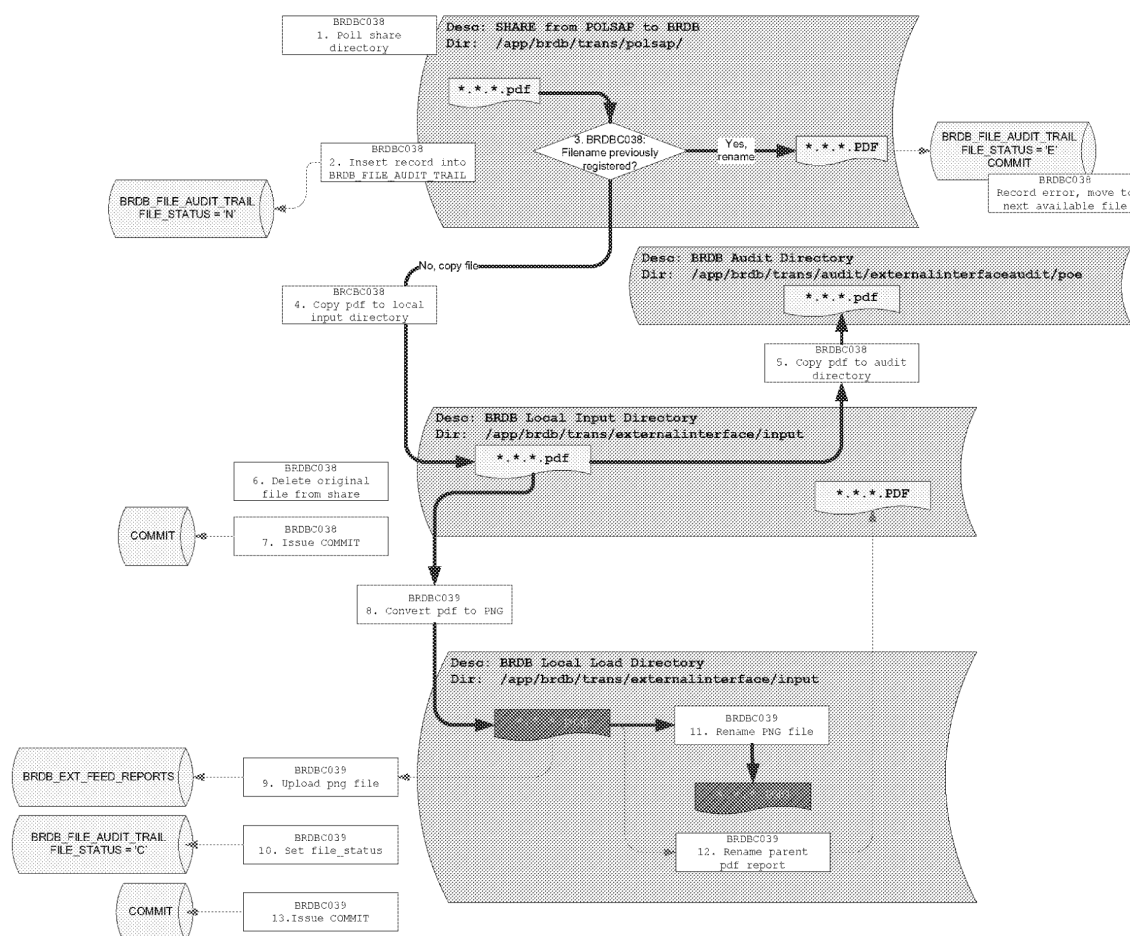 BRDBC038
1. Poll share
directory
Desc: SHARE from POLSAP to BRDB
Dir: /app/brdb/trans/polsap/
*.*.*.pdf
3. BRDBC038:
Filename previously
registered?
Yes,
rename
*.*.*.PDF
BRDB_FILE_AUDIT_TRAIL
FILE_STATUS = 'E'
COMMIT
BRDBC038
Record error, move to
next available file
BRDBC038
2. Insert record into
BRDB_FILE_AUDIT_TRAIL
BRDB_FILE_AUDIT_TRAIL
FILE_STATUS = 'N'
No, copy file
Desc: BRDB Audit Directory
Dir: /app/brdb/trans/audit/externalinterfaceaudit/poe
*.*.*.pdf
BRCBC038
4. Copy pdf to local
input directory
BRDBC038
5. Copy pdf to audit
directory
Desc: BRDB Local Input Directory
Dir: /app/brdb/trans/externalinterface/input
*.*.*.pdf
BRDBC038
6. Delete original
file from share
*.*.*.PDF
COMMIT
BRDBC038
7. Issue COMMIT
BRDBC039
8. Convert pdf to PNG
Desc: BRDB Local Load Directory
Dir: /app/brdb/trans/externalinterface/input
BRDBC039
11. Rename PNG file
BRDB_EXT_FEED_REPORTS
BRDBC039
9. Upload png file
BRDB_FILE_AUDIT_TRAIL
FILE_STATUS = 'C'
BRDBC039
10. Set file_status
BRDBC039
12. Rename parent
pdf report
COMMIT
BRDBC039
13.Issue COMMIT